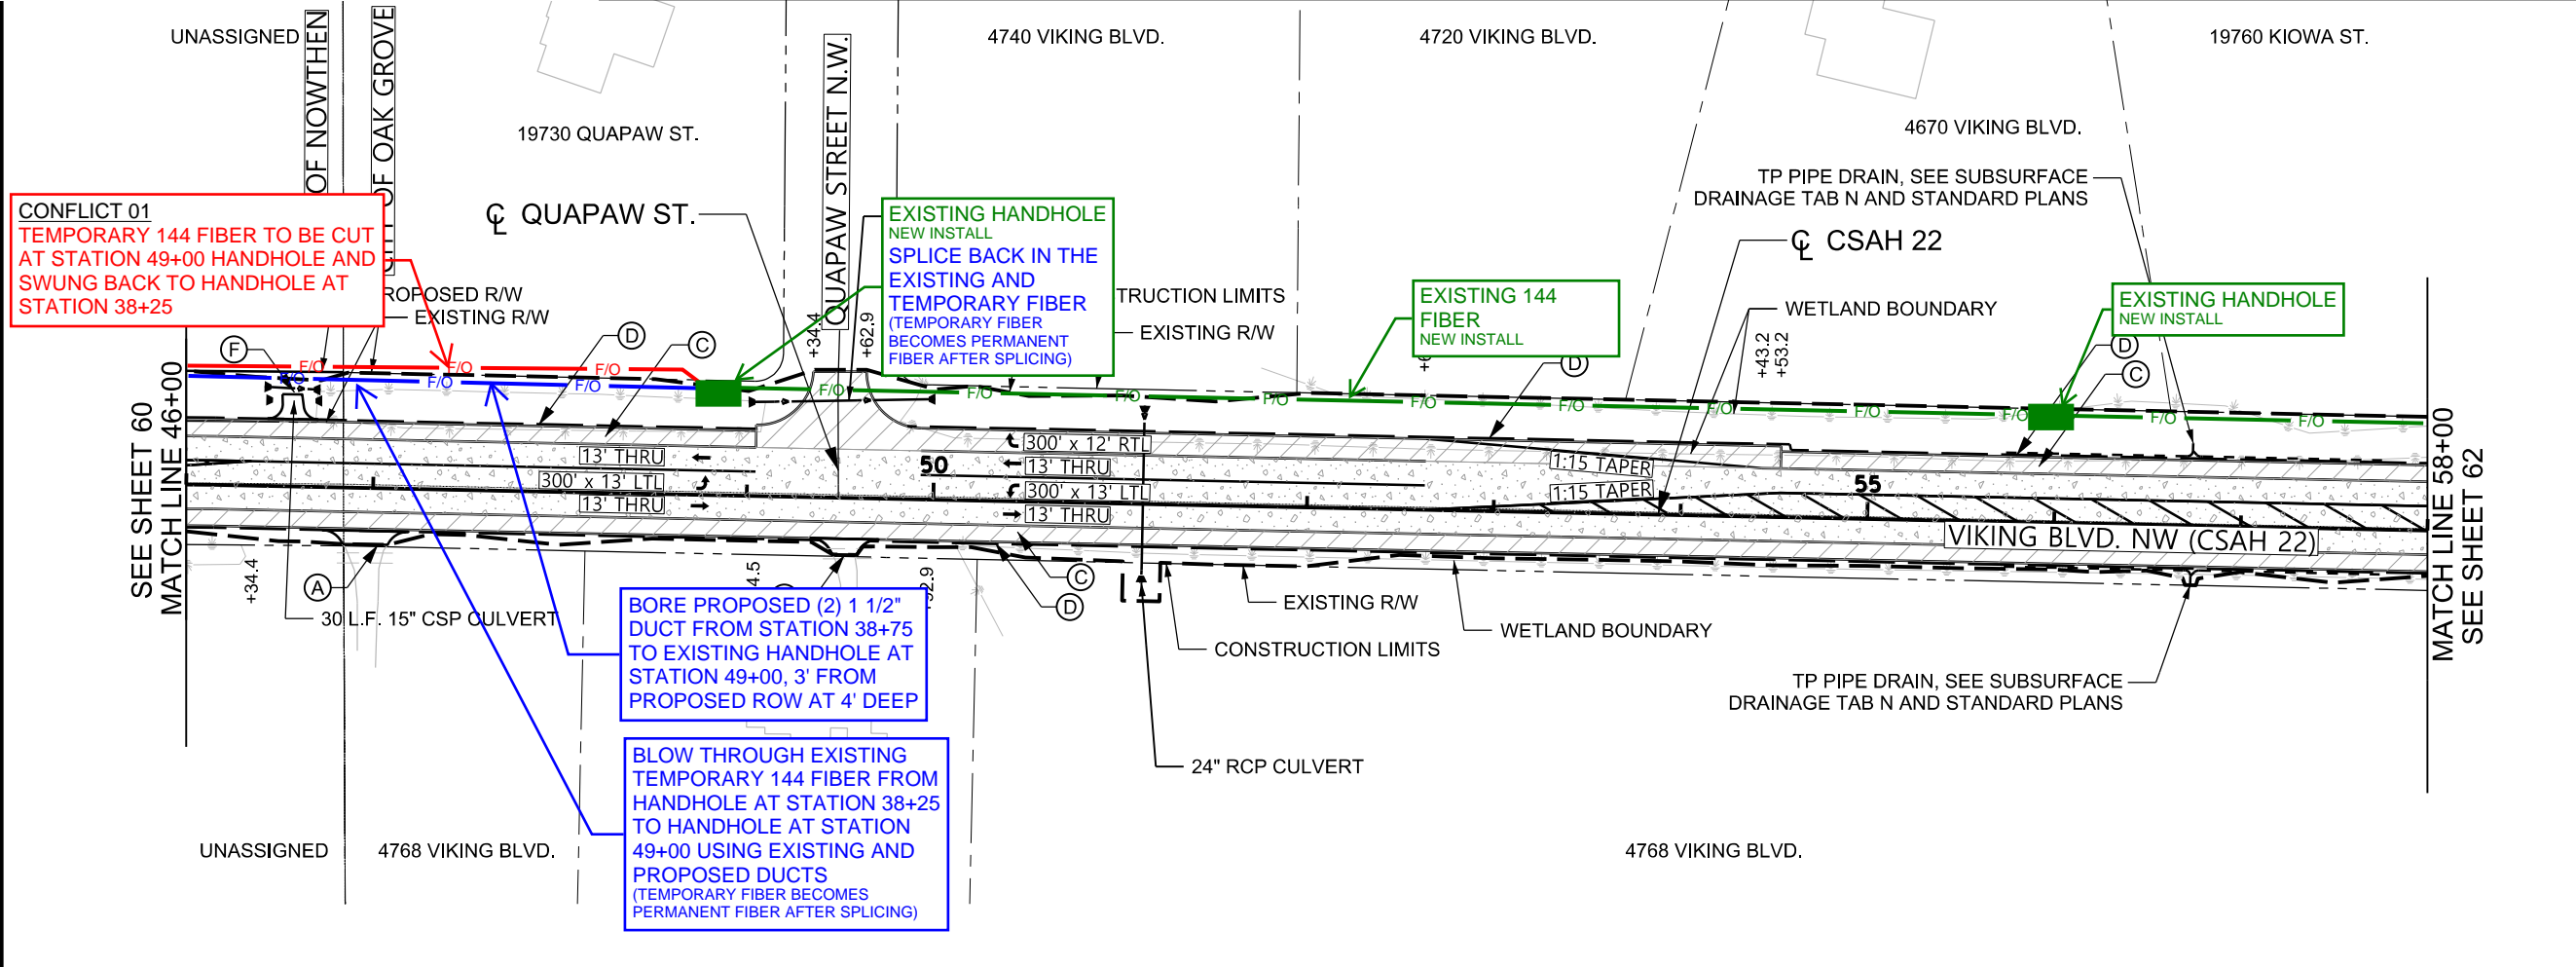 UNASSIGNED
OF NOWTHEN
OF OAK GROVE
19730 QUAPAW ST.
QUAPAW STREET N.W.
4740 VIKING BLVD.
4720 VIKING BLVD.
4670 VIKING BLVD.
19760 KIOWA ST.
TP PIPE DRAIN, SEE SUBSURFACE
DRAINAGE TAB N AND STANDARD PLANS
CONFLICT 01
TEMPORARY 144 FIBER TO BE CUT
AT STATION 49+00 HANDHOLE AND
SWUNG BACK TO HANDHOLE AT
STATION 38+25
ROPOSED R/W
EXISTING R/W
℄ QUAPAW ST.
EXISTING HANDHOLE
NEW INSTALL
SPLICE BACK IN THE
EXISTING AND
TEMPORARY FIBER
(TEMPORARY FIBER
BECOMES PERMANENT
FIBER AFTER SPLICING)
TRUCTION LIMITS
EXISTING R/W
EXISTING 144
FIBER
NEW INSTALL
℄ CSAH 22
WETLAND BOUNDARY
EXISTING HANDHOLE
NEW INSTALL
+34.4
+62.9
+43.2
+53.2
F
D
C
D
D
C
F/O F/O F/O
F/O F/O F/O
F/O F/O F/O F/O F/O F/O F/O F/O F/O F/O F/O
SEE SHEET 60
MATCH LINE 46+00
13' THRU
300' x 13' LTL
13' THRU
50
300' x 12' RTL
13' THRU
300' x 13' LTL
13' THRU
1:15 TAPER
1:15 TAPER
55
VIKING BLVD. NW (CSAH 22)
MATCH LINE 58+00
SEE SHEET 62
+34.4
A
30 L.F. 15" CSP CULVERT
4.5
2.9
C
D
BORE PROPOSED (2) 1 1/2"
DUCT FROM STATION 38+75
TO EXISTING HANDHOLE AT
STATION 49+00, 3' FROM
PROPOSED ROW AT 4' DEEP
EXISTING R/W
CONSTRUCTION LIMITS
WETLAND BOUNDARY
TP PIPE DRAIN, SEE SUBSURFACE
DRAINAGE TAB N AND STANDARD PLANS
24" RCP CULVERT
BLOW THROUGH EXISTING
TEMPORARY 144 FIBER FROM
HANDHOLE AT STATION 38+25
TO HANDHOLE AT STATION
49+00 USING EXISTING AND
PROPOSED DUCTS
(TEMPORARY FIBER BECOMES
PERMANENT FIBER AFTER SPLICING)
UNASSIGNED
4768 VIKING BLVD.
4768 VIKING BLVD.